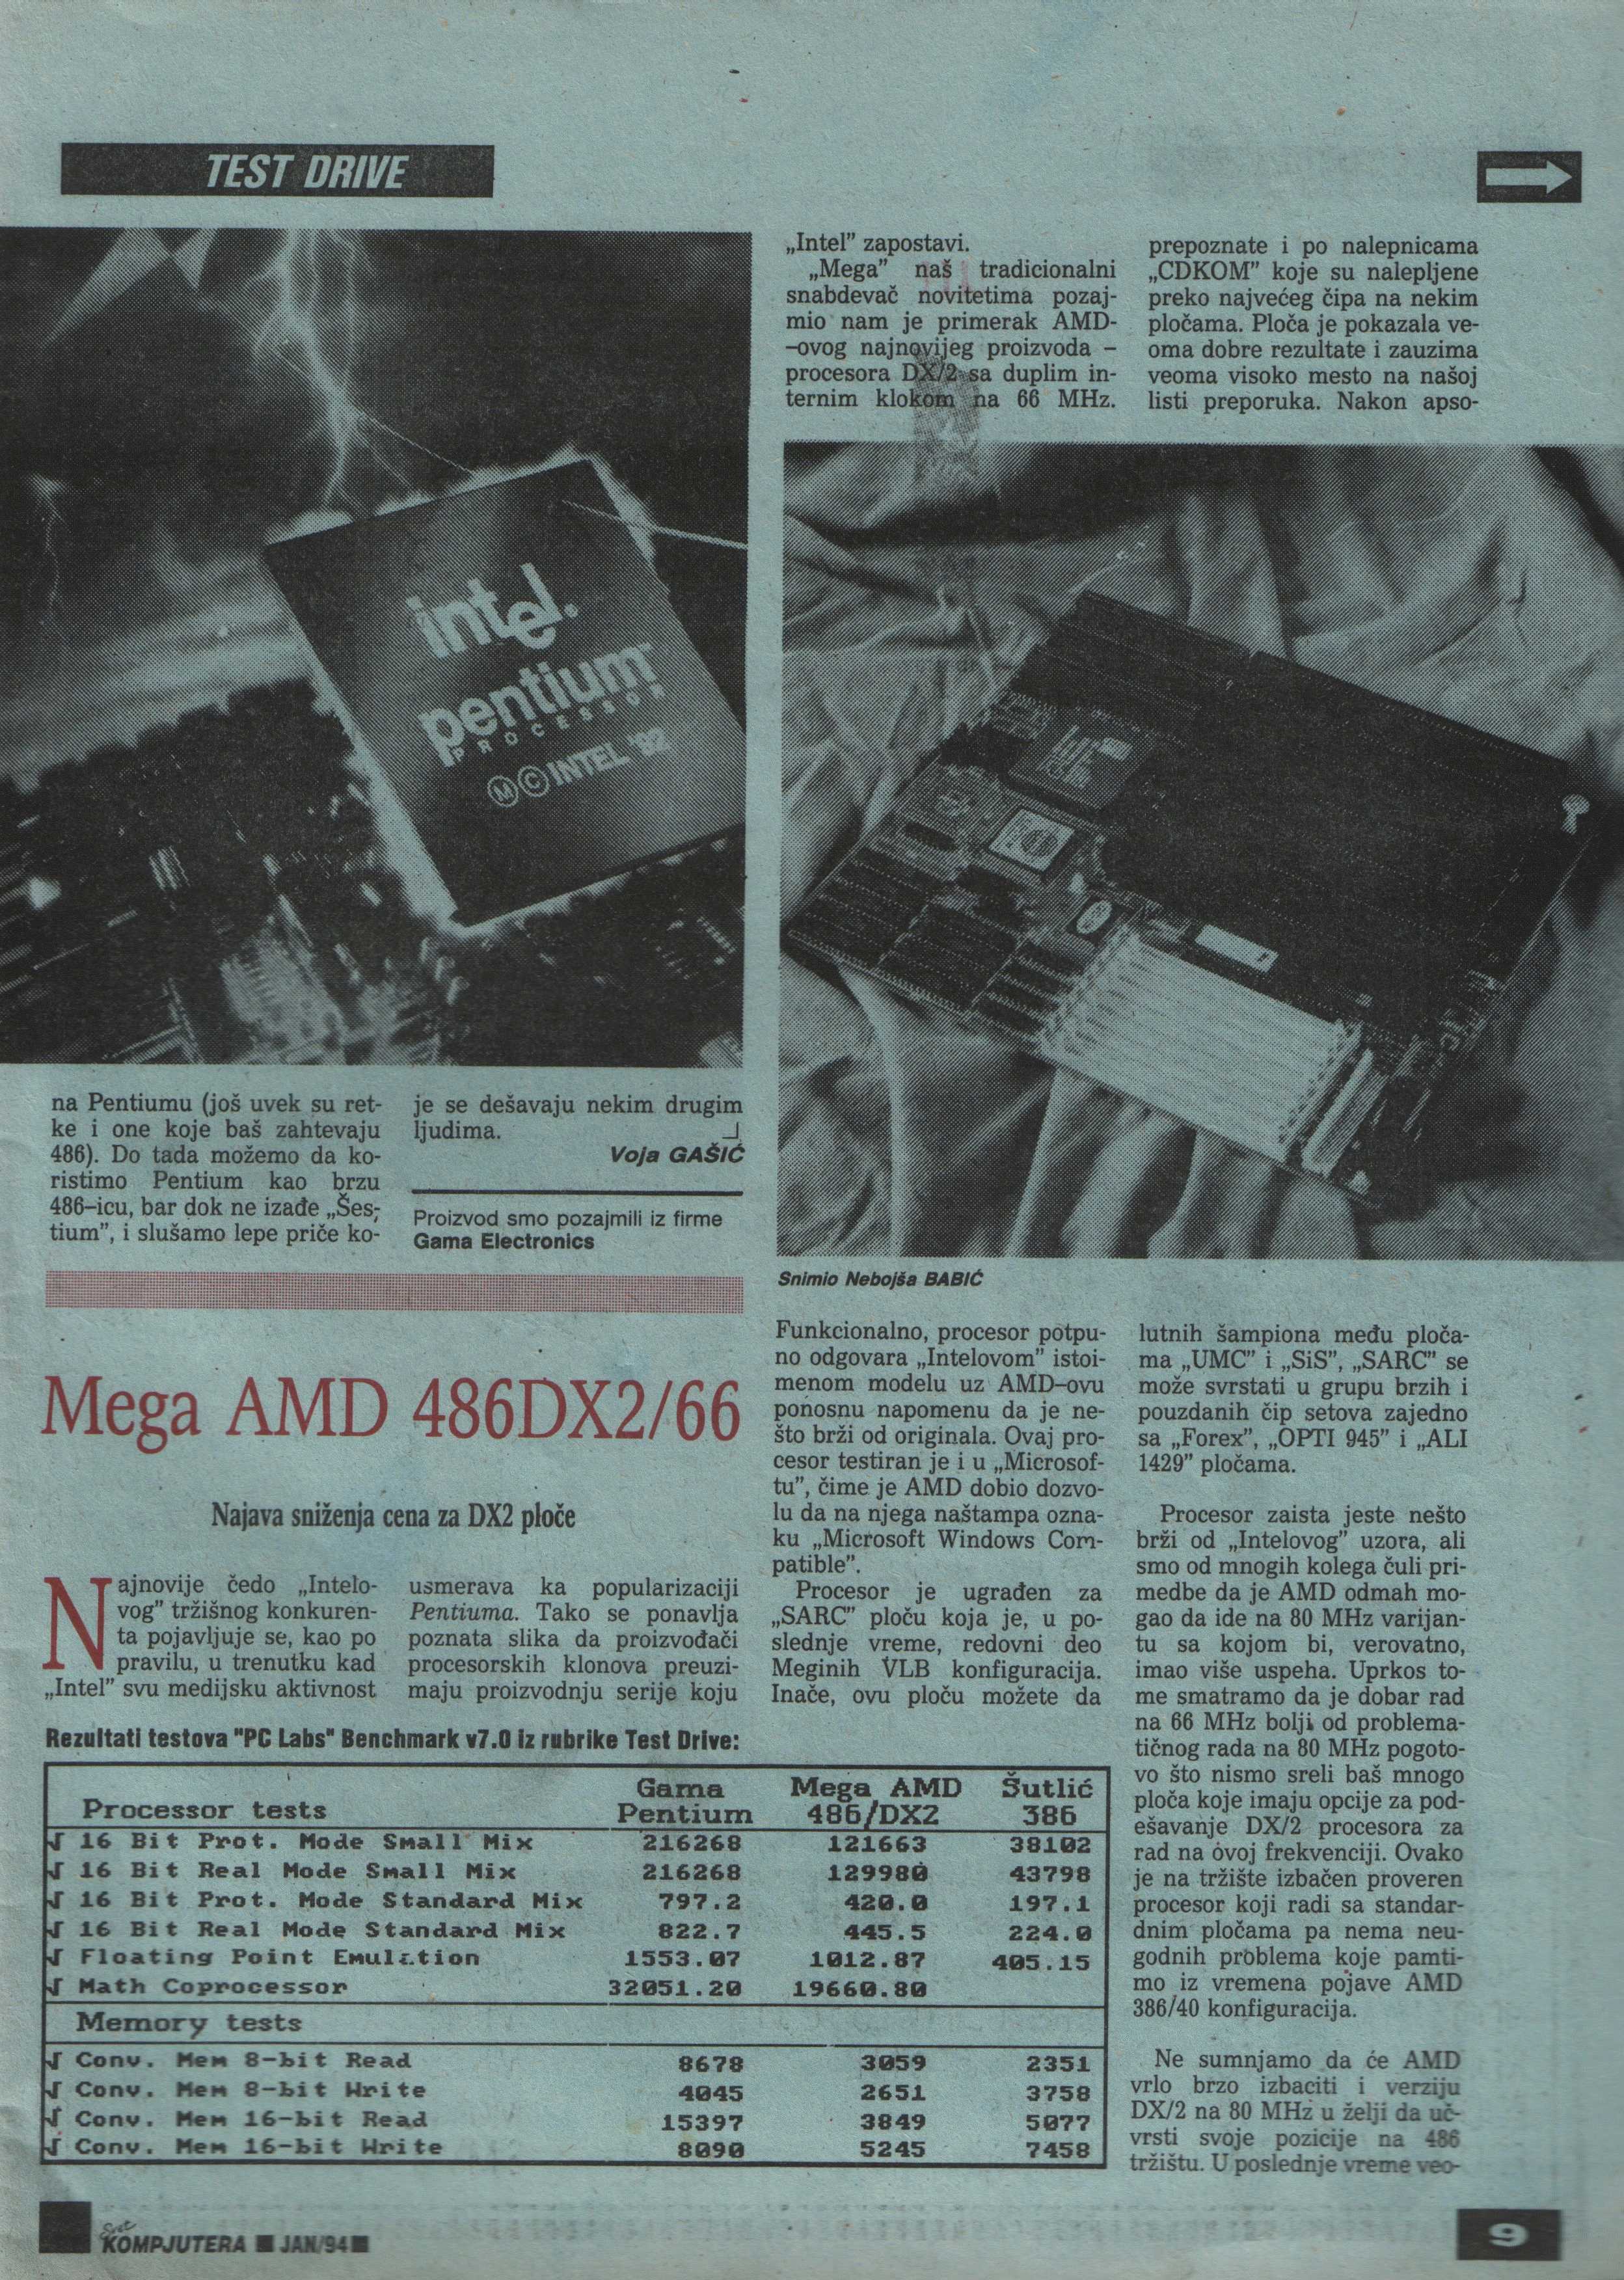 TEST DRIVE
intel.
pentium
PROCESSOR
INTEL '92
na Pentiumu (još uvek su ret-
ke i one koje baš zahtevaju
486). Do tada možemo da ko-
ristimo Pentium kao brzu
486–icu, bar dok ne izađe „Šes-
tium”, i slušamo lepe priče ko-
je se dešavaju nekim drugim
ljudima.
Voja GAŠIĆ
Proizvod smo pozajmili iz firme
Gama Electronics
Mega AMD 486DX2/66
Najava sniženja cena za DX2 ploče
Najnovije čedo „Intelo-
vog” tržišnog konkuren-
ta pojavljuje se, kao po
pravilu, u trenutku kad
„Intel” svu medijsku aktivnost
usmerava ka popularizaciji
Pentiuma. Tako se ponavlja
poznata slika da proizvođači
procesorskih klonova preuzi-
maju proizvodnju serije koju
„Intel” zapostavi.
„Mega” naš tradicionalni
snabdevač novitetima pozaj-
mio nam je primerak AMD-
–ovog najnovijeg proizvoda –
procesora DX/2 sa duplim in-
ternim klokom na 66 MHz.
Snimio Nebojša BABIĆ
Funkcionalno, procesor potpu-
no odgovara „Intelovom” istoi-
menom modelu uz AMD–ovu
ponosnu napomenu da je ne-
što brži od originala. Ovaj pro-
cesor testiran je i u „Microsof-
tu”, čime je AMD dobio dozvo-
lu da na njega naštampa ozna-
ku „Microsoft Windows Com-
patible”.
Procesor je ugrađen za
„SARC” ploču koja je, u po-
slednje vreme, redovni deo
Meginih VLB konfiguracija.
Inače, ovu ploču možete da
prepoznate i po nalepnicama
„CDKOM” koje su nalepljene
preko najvećeg čipa na nekim
pločama. Ploča je pokazala ve-
oma dobre rezultate i zauzima
veoma visoko mesto na našoj
listi preporuka. Nakon apso-
lutnih šampiona među ploča-
ma „UMC” i „SiS”, „SARC” se
može svrstati u grupu brzih i
pouzdanih čip setova zajedno
sa „Forex”, „OPTI 945” i „ALI
1429” pločama.
Procesor zaista jeste nešto
brži od „Intelovog” uzora, ali
smo od mnogih kolega čuli pri-
medbe da je AMD odmah mo-
gao da ide na 80 MHz varijan-
tu sa kojom bi, verovatno,
imao više uspeha. Uprkos to-
me smatramo da je dobar rad
na 66 MHz bolji od problema-
tičnog rada na 80 MHz pogoto-
vo što nismo sreli baš mnogo
ploča koje imaju opcije za pod-
ešavanje DX/2 procesora za
rad na ovoj frekvenciji. Ovako
je na tržište izbačen proveren
procesor koji radi sa standar-
dnim pločama pa nema neu-
godnih problema koje pamti-
mo iz vremena pojave AMD
386/40 konfiguracija.
Ne sumnjamo da će AMD
vrlo brzo izbaciti i verziju
DX/2 na 80 MHz u želji da uč-
vrsti svoje pozicije na 486
tržištu. U poslednje vreme veo-
Rezultati testova "PC Labs" Benchmark v7.0 iz rubrike Test Drive:
Processor tests Gama Pentium Mega AMD 486/DX2 Šutlić 386
√ 16 Bit Prot. Mode Small Mix 216268 121663 38102
√ 16 Bit Real Mode Small Mix 216268 129980 43798
√ 16 Bit Prot. Mode Standard Mix 797.2 420.0 197.1
√ 16 Bit Real Mode Standard Mix 822.7 445.5 224.0
√ Floating Point Emulation 1553.07 1012.87 405.15
√ Math Coprocessor 32051.20 19660.80
Memory tests
√ Conv. Mem 8-bit Read 8678 3059 2351
√ Conv. Mem 8-bit Write 4045 2651 3758
√ Conv. Mem 16-bit Read 15397 3849 5077
√ Conv. Mem 16-bit Write 8090 5245 7458
Svet
KOMPJUTERA ■ JAN/94 ■
9